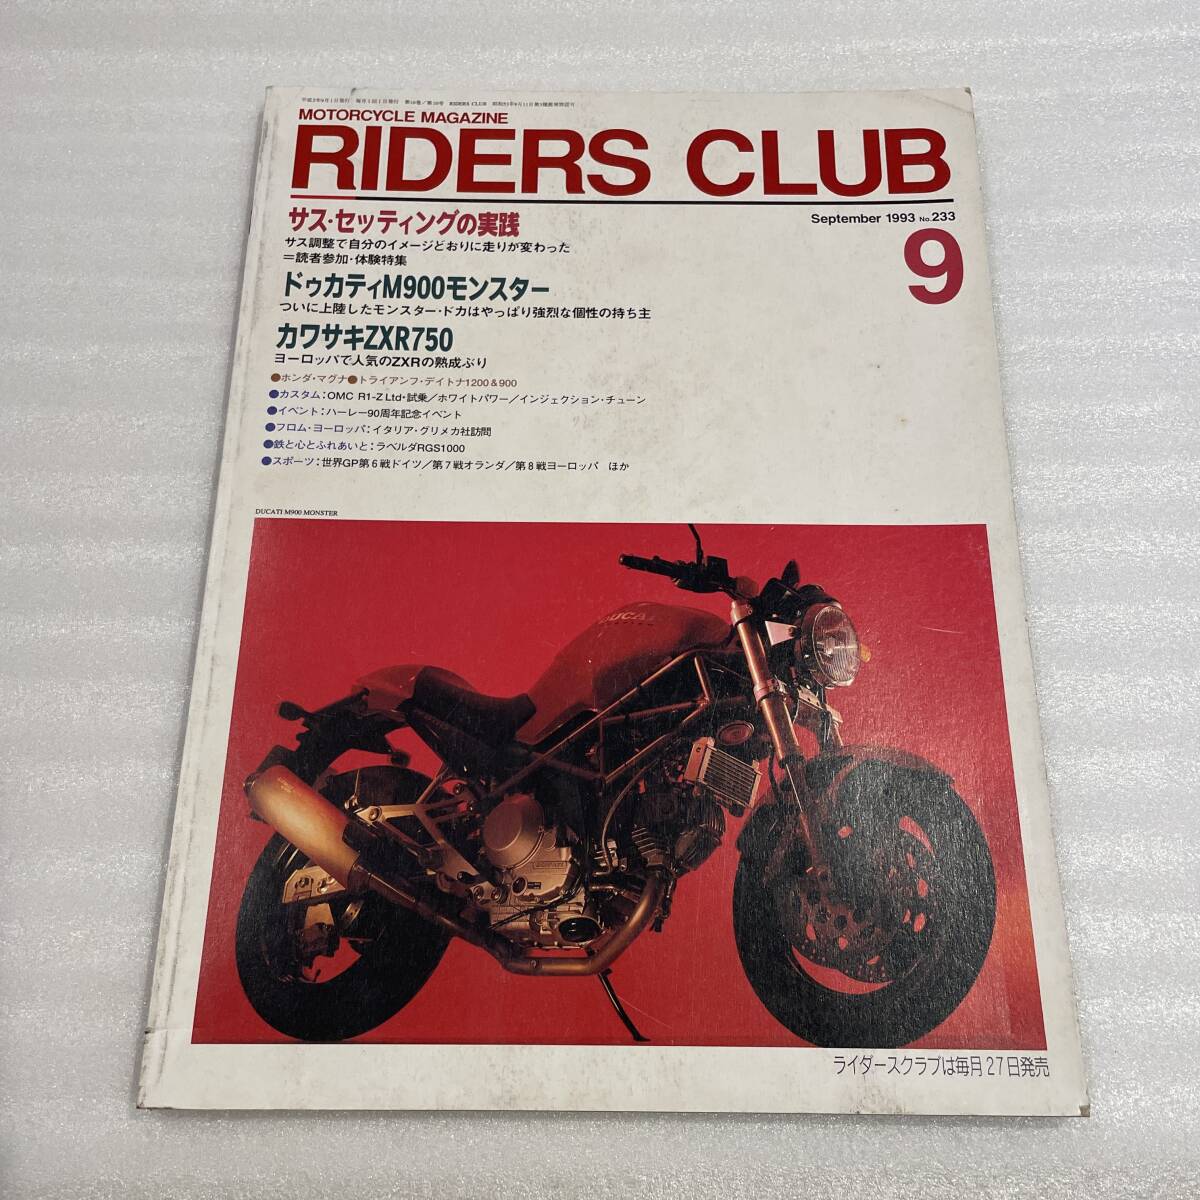 MOTORCYCLE MAGAZINE
RIDERS CLUB
September 1993 No.233
9
サス・セッティングの実践
サス調整で自分のイメージどおりに走りが変わった
=読者参加・体験特集
ドゥカティM900モンスター
ついに上陸したモンスター・ドカはやっぱり強烈な個性の持ち主
カワサキZXR750
ヨーロッパで人気のZXRの熟成ぶり
●ホンダ・マグナ●トライアンフ・デイトナ1200&900
●カスタム:OMC R1-Z Ltd・試乗/ホワイトパワー/インジェクション・チューン
●イベント:ハーレー90周年記念イベント
●フロム・ヨーロッパ:イタリア・グリメカ社訪問
●鉄と心とふれあいと:ラベルダRGS1000
●スポーツ:世界GP第6戦ドイツ/第7戦オランダ/第8戦ヨーロッパ ほか
DUCATI M900 MONSTER
DUCATI
ライダースクラブは毎月27日発売